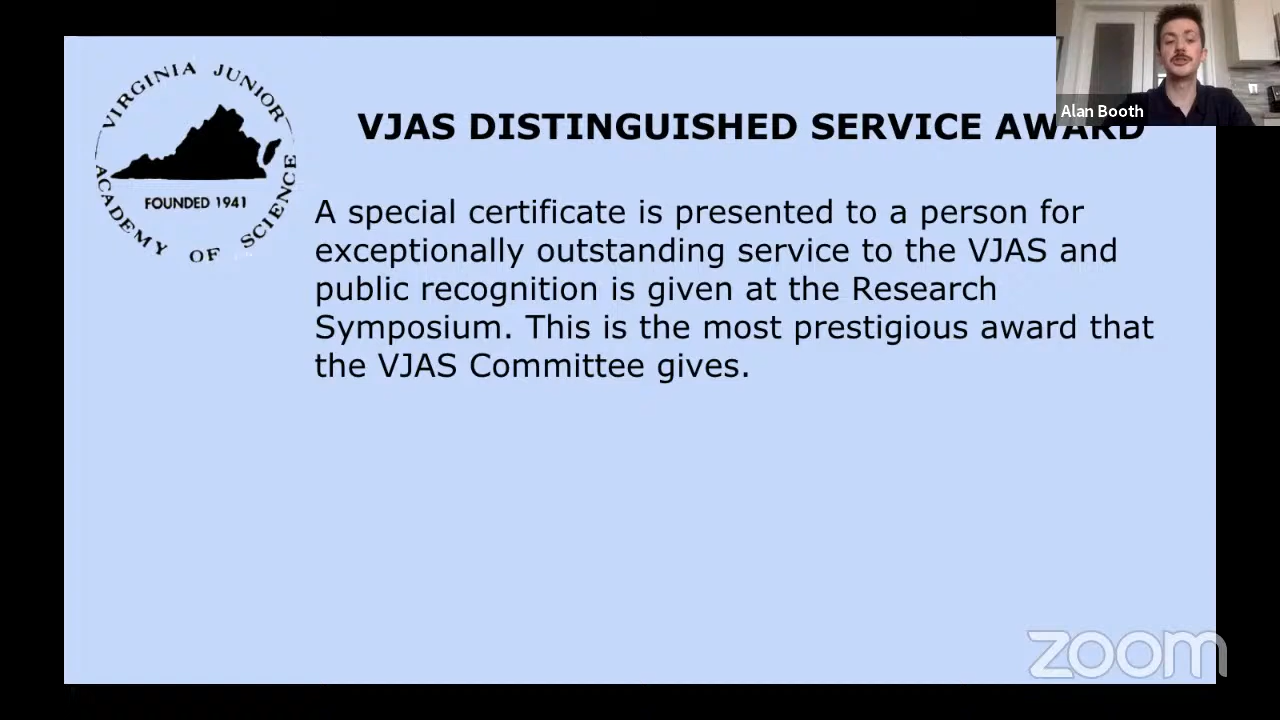 VIRGINIA JUNIOR
ACADEMY OF SCIENCE
FOUNDED 1941
Alan Booth
VJAS DISTINGUISHED SERVICE AWARD
A special certificate is presented to a person for
exceptionally outstanding service to the VJAS and
public recognition is given at the Research
Symposium. This is the most prestigious award that
the VJAS Committee gives.
zoom